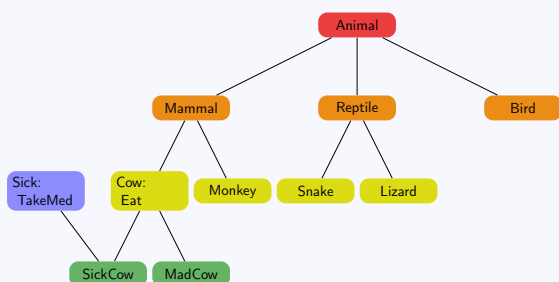 Animal
Mammal
Reptile
Bird
Sick:
TakeMed
Cow:
Eat
Monkey
Snake
Lizard
SickCow
MadCow